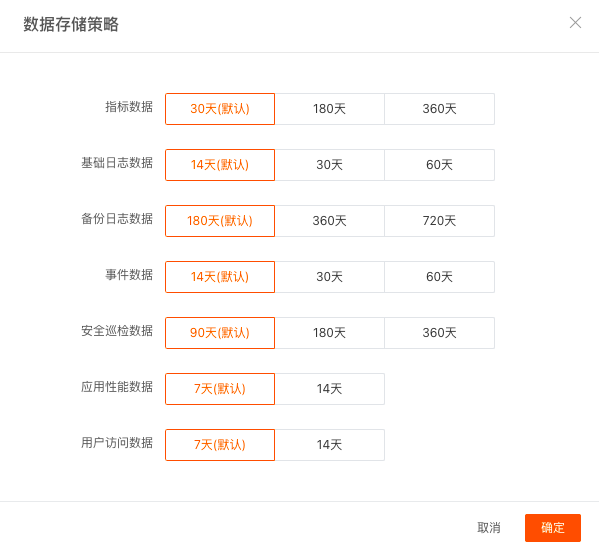 数据存储策略
指标数据 30天(默认) 180天 360天
基础日志数据 14天(默认) 30天 60天
备份日志数据 180天(默认) 360天 720天
事件数据 14天(默认) 30天 60天
安全巡检数据 90天(默认) 180天 360天
应用性能数据 7天(默认) 14天
用户访问数据 7天(默认) 14天
取消 确定